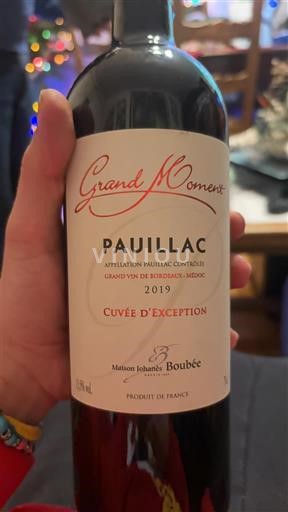 Grand Moment
PAUILLAC
VINIOU
APPELLATION PAUILLAC CONTRÔLÉE
GRAND VIN DE BORDEAUX - MÉDOC
2019
CUVÉE D'EXCEPTION
Maison Johanès Boubée
PRODUIT DE FRANCE